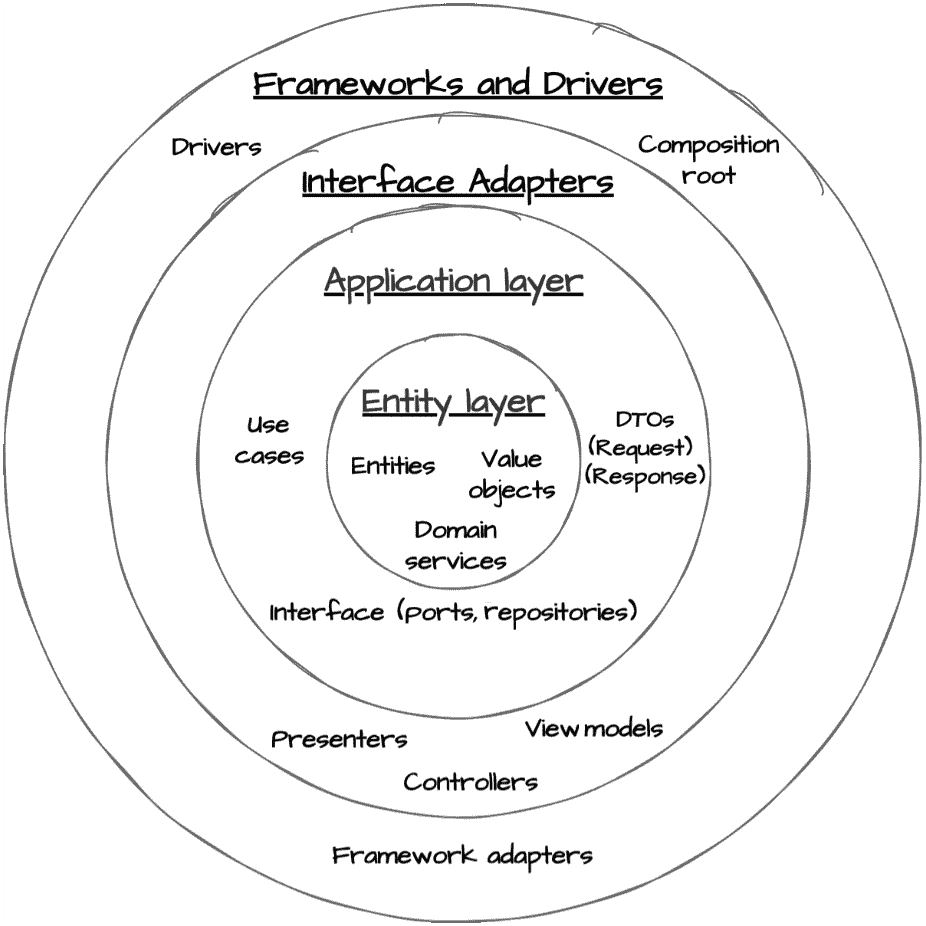 Frameworks and Drivers
Drivers
Composition
root
Interface Adapters
Application layer
Entity layer
Use
cases
Entities
Value
objects
Domain
services
DTOs
(Request)
(Response)
Interface (ports, repositories)
Presenters
View models
Controllers
Framework adapters